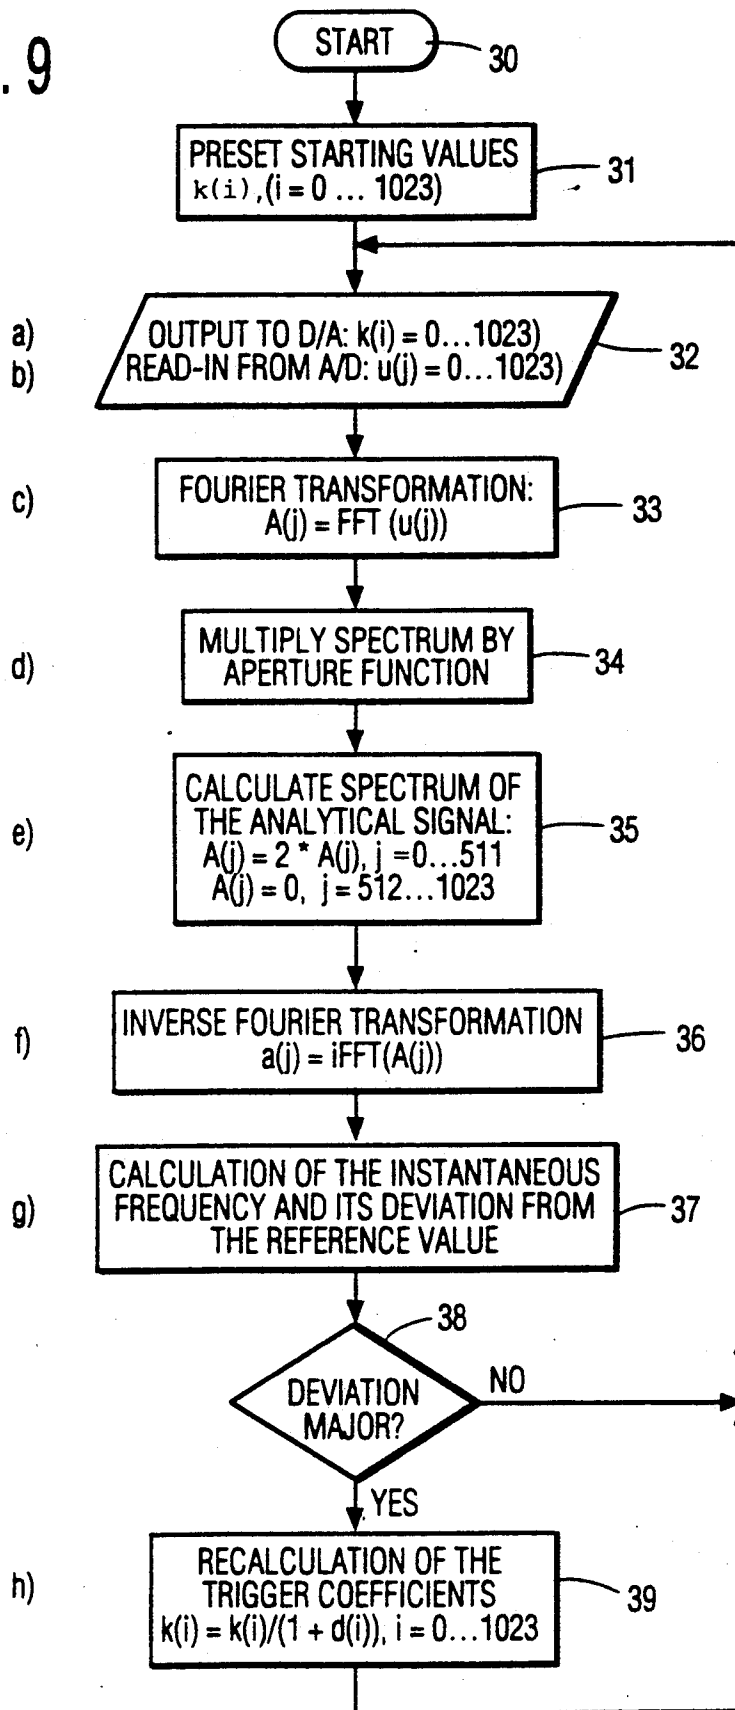 . 9
START
30
PRESET STARTING VALUES
k(i),(i = 0 ... 1023)
31
a)
OUTPUT TO D/A: k(i) = 0...1023)
b)
READ-IN FROM A/D: u(j) = 0...1023)
32
c)
FOURIER TRANSFORMATION:
A(j) = FFT (u(j))
33
d)
MULTIPLY SPECTRUM BY
APERTURE FUNCTION
34
e)
CALCULATE SPECTRUM OF
THE ANALYTICAL SIGNAL:
A(j) = 2 * A(j), j =0...511
A(j) = 0, j = 512...1023
35
f)
INVERSE FOURIER TRANSFORMATION
a(j) = iFFT(A(j))
36
g)
CALCULATION OF THE INSTANTANEOUS
FREQUENCY AND ITS DEVIATION FROM
THE REFERENCE VALUE
37
38
DEVIATION
MAJOR?
NO
YES
h)
RECALCULATION OF THE
TRIGGER COEFFICIENTS
k(i) = k(i)/(1 + d(i)), i = 0...1023
39